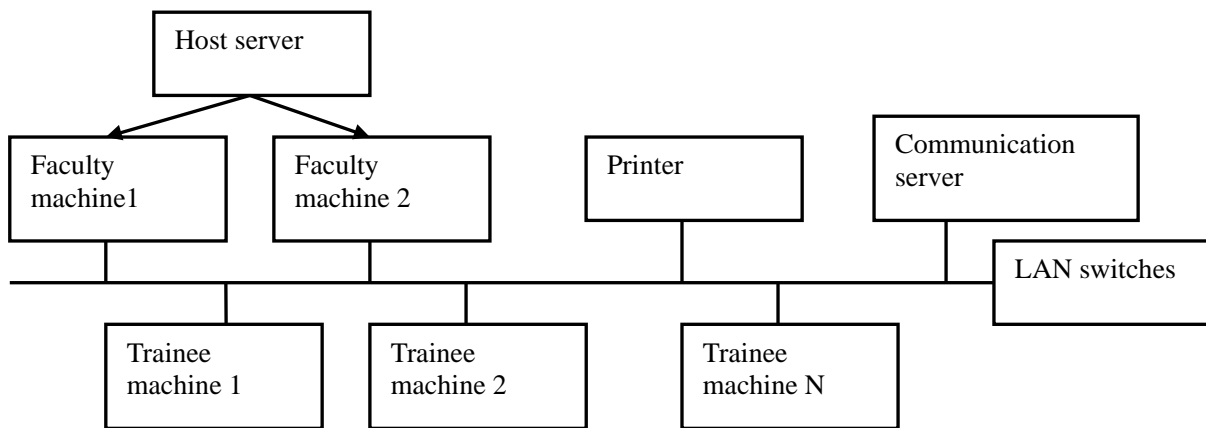 Host server
Faculty
machine1
Faculty
machine 2
Printer
Communication
server
LAN switches
Trainee
machine 1
Trainee
machine 2
Trainee
machine N